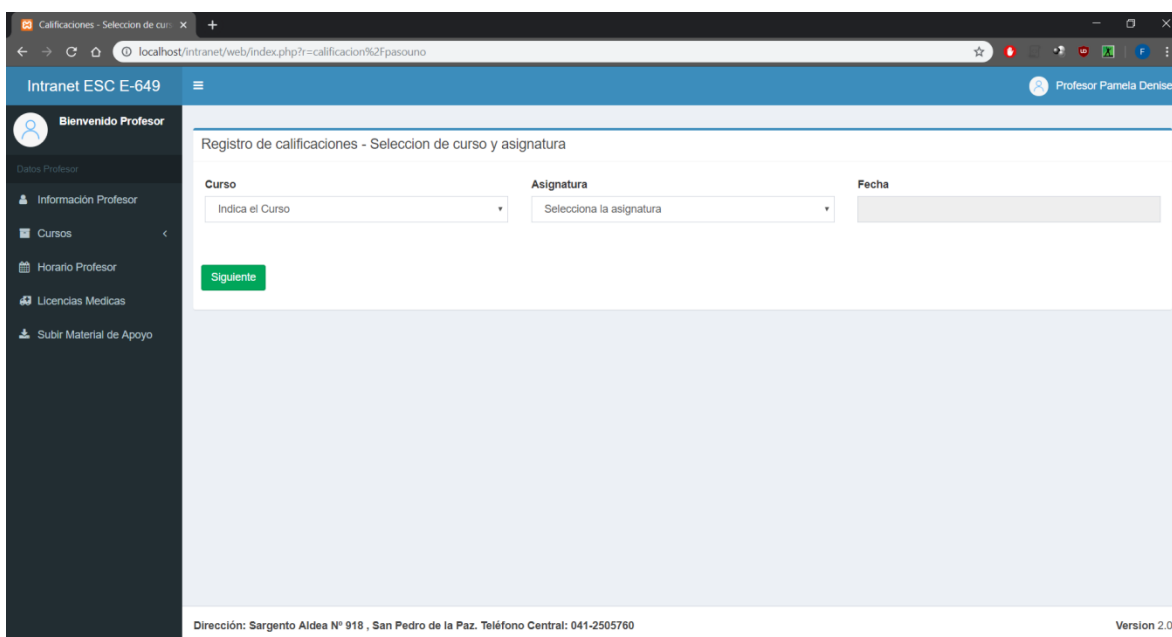 Calificaciones - Seleccion de cur
localhost/intranet/web/index.php?r=calificacion%2Fpasouno
F
Intranet ESC E-649
Profesor Pamela Denise
Bienvenido Profesor
Registro de calificaciones - Seleccion de curso y asignatura
Datos Profesor
Curso Asignatura Fecha
Información Profesor
Indica el Curso Selecciona la asignatura
Cursos
Horario Profesor
Siguiente
Licencias Medicas
Subir Material de Apoyo
Dirección: Sargento Aldea Nº 918 , San Pedro de la Paz. Teléfono Central: 041-2505760 Version 2.0